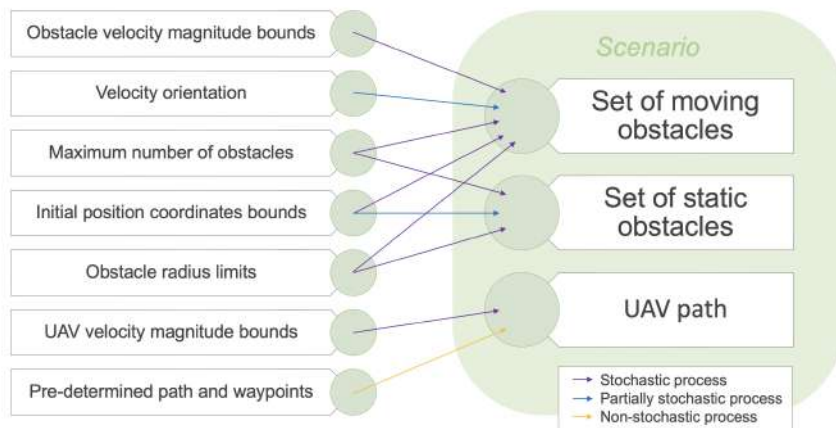 Obstacle velocity magnitude bounds
Velocity orientation
Maximum number of obstacles
Initial position coordinates bounds
Obstacle radius limits
UAV velocity magnitude bounds
Pre-determined path and waypoints
Scenario
Set of moving
obstacles
Set of static
obstacles
UAV path
Stochastic process
Partially stochastic process
Non-stochastic process